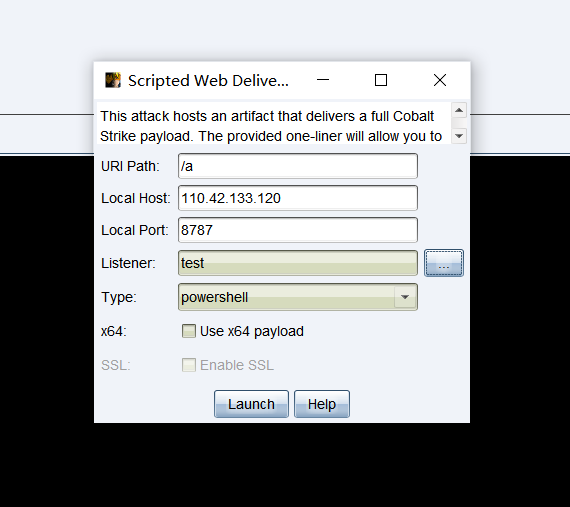 Scripted Web Delive...
This attack hosts an artifact that delivers a full Cobalt
Strike payload. The provided one-liner will allow you to
URI Path: /a
Local Host: 110.42.133.120
Local Port: 8787
Listener: test ...
Type: powershell
x64: Use x64 payload
SSL: Enable SSL
Launch Help